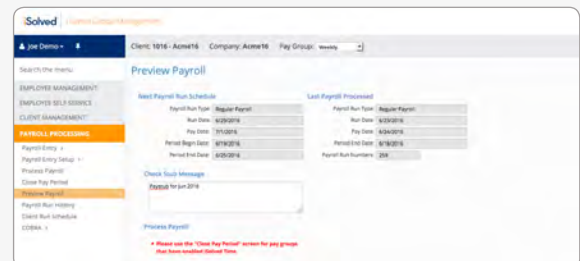 iSolved
Joe Demo
Client: 1016 - Acme16 Company: Acme16 Pay Group: Weekly
Search the menu
Preview Payroll
EMPLOYEE MANAGEMENT
EMPLOYEE SELF-SERVICE
CLIENT MANAGEMENT
PAYROLL PROCESSING
Payroll Entry
Payroll Entry Setup
Process Payroll
Close Pay Period
Preview Payroll
Payroll Run History
Client Run Schedule
COBRA
Next Payroll Run Schedule
Payroll Run Type Regular Payroll
Run Date 6/29/2016
Pay Date 7/1/2016
Period Begin Date 6/19/2016
Period End Date 6/25/2016
Last Payroll Processed
Payroll Run Type Regular Payroll
Run Date 6/23/2016
Pay Date 6/24/2016
Period End Date 6/18/2016
Payroll Run Numbers 259
Check Stub Message
Paystub for Jun 2016
Process Payroll
Please use the "Close Pay Period" screen for pay groups
that have enabled iSolved Time.